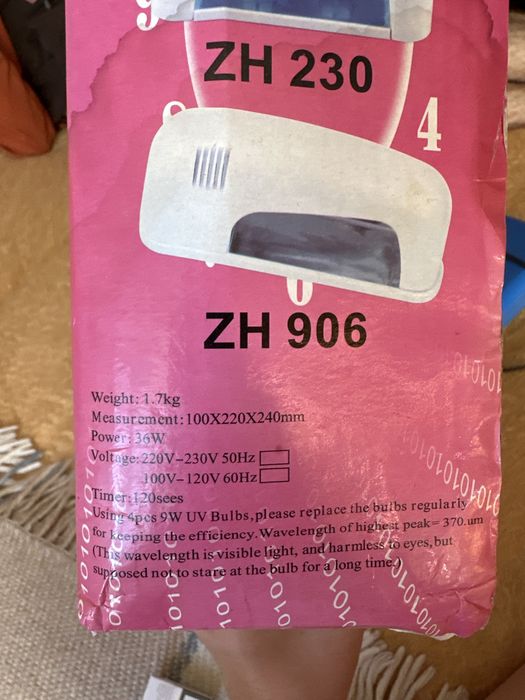 9
ZH 230
4
6
ZH 906
Weight: 1.7kg
Measurement:100X220X240mm
Power: 36W
Voltage:220V-230V 50Hz
100V-120V 60Hz
Timer:120sees
Using 4pcs 9W UV Bulbs,please replace the bulbs regularly
for keeping the efficiency.Wavelength of highest peak= 370.um
(This wavelength is visible light, and harmless to eyes,but
supposed not to stare at the bulb for a long time.)